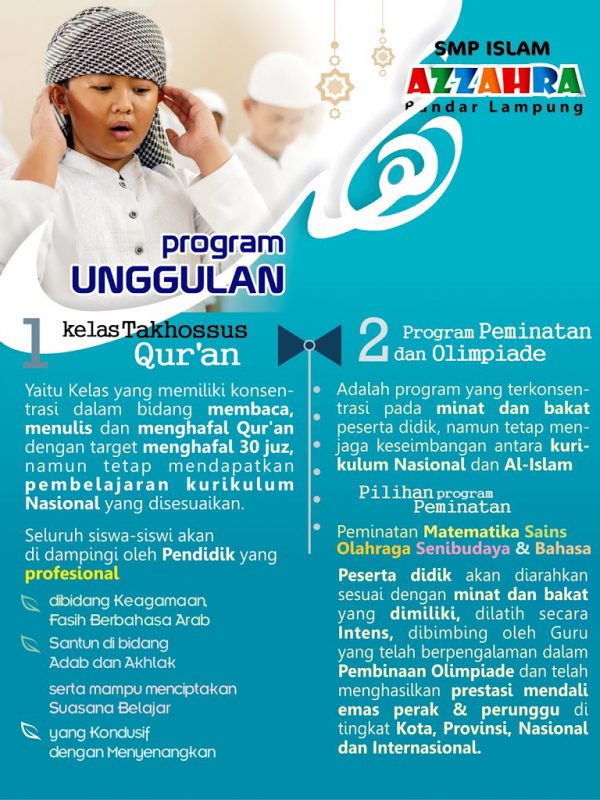 SMP ISLAM
AZZAHRA
Bandar Lampung
program
UNGGULAN
1 kelas Takhossus
Qur'an
Yaitu Kelas yang memiliki konsen-
trasi dalam bidang membaca,
menulis dan menghafal Qur'an
dengan target menghafal 30 juz,
namun tetap mendapatkan
pembelajaran kurikulum
Nasional yang disesuaikan.
Seluruh siswa-siswi akan
di dampingi oleh Pendidik yang
profesional
dibidang Keagamaan,
Fasih Berbahasa Arab
Santun di bidang
Adab dan Akhlak
serta mampu menciptakan
Suasana Belajar
yang Kondusif
dengan Menyenangkan
2 Program Peminatan
dan Olimpiade
Adalah program yang terkonsen-
trasi pada minat dan bakat
peserta didik, namun tetap men-
jaga keseimbangan antara kuri-
kulum Nasional dan Al-Islam
Pilihan program
Peminatan
Peminatan Matematika Sains
Olahraga Senibudaya & Bahasa
Peserta didik akan diarahkan
sesuai dengan minat dan bakat
yang dimiliki, dilatih secara
Intens, dibimbing oleh Guru
yang telah berpengalaman dalam
Pembinaan Olimpiade dan telah
menghasilkan prestasi mendali
emas perak & perunggu di
tingkat Kota, Provinsi, Nasional
dan Internasional.